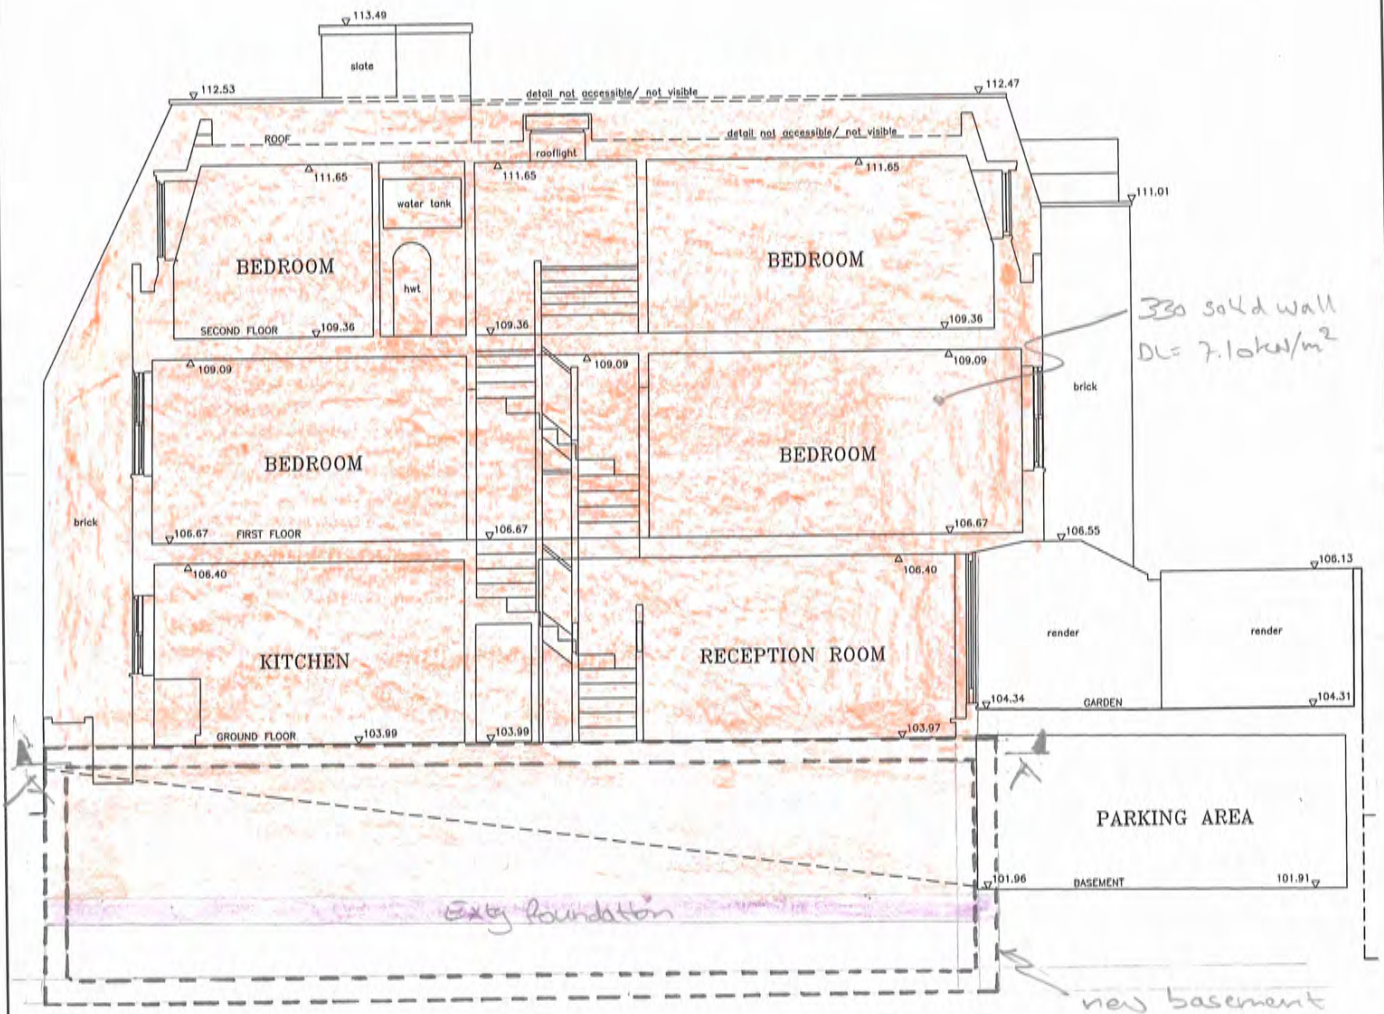 113.49
slate
112.53
detail not accessible/ not visible
112.47
ROOF
detail not accessible/ not visible
rooflight
111.65
111.65
111.65
water tank
111.01
BEDROOM
BEDROOM
hwt
330 solid wall
DL= 7.10kN/m²
SECOND FLOOR
109.36
109.36
109.36
109.09
109.09
109.09
brick
BEDROOM
BEDROOM
brick
106.67
FIRST FLOOR
106.67
106.67
106.55
106.40
106.40
106.13
render
render
KITCHEN
RECEPTION ROOM
104.34
GARDEN
104.31
GROUND FLOOR
103.99
103.99
103.97
A
A
PARKING AREA
101.96
BASEMENT
101.91
Extg foundation
new basement